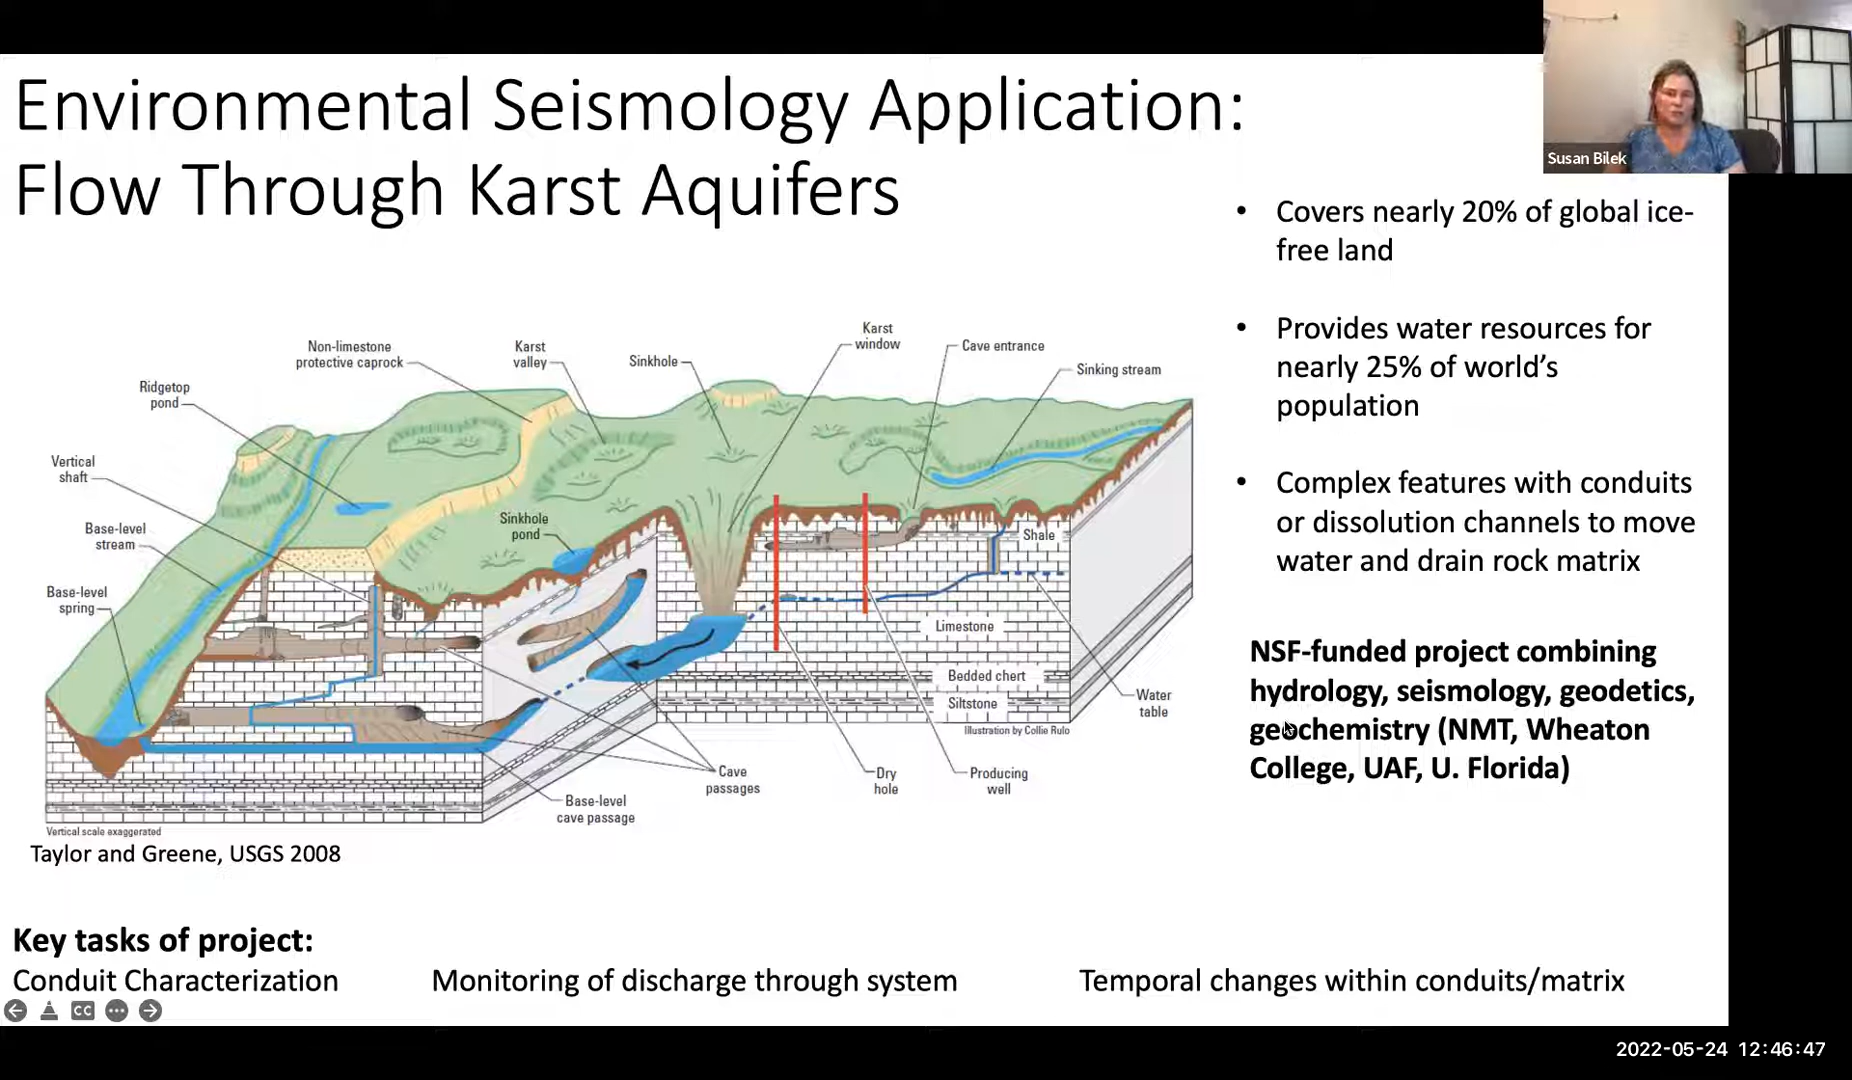 Environmental Seismology Application:
Flow Through Karst Aquifers
Susan Bilek
• Covers nearly 20% of global ice-
free land
• Provides water resources for
nearly 25% of world’s
population
• Complex features with conduits
or dissolution channels to move
water and drain rock matrix
NSF-funded project combining
hydrology, seismology, geodetics,
geochemistry (NMT, Wheaton
College, UAF, U. Florida)
Karst
window
Non-limestone
protective caprock
Karst
valley
Sinkhole
Cave entrance
Sinking stream
Ridgetop
pond
Vertical
shaft
Base-level
stream
Sinkhole
pond
Shale
Base-level
spring
Limestone
Bedded chert
Siltstone
Water
table
Illustration by Collie Rulo
Cave
passages
Dry
hole
Producing
well
Base-level
cave passage
Vertical scale exaggerated
Taylor and Greene, USGS 2008
Key tasks of project:
Conduit Characterization
Monitoring of discharge through system
Temporal changes within conduits/matrix
CC
2022-05-24 12:46:47